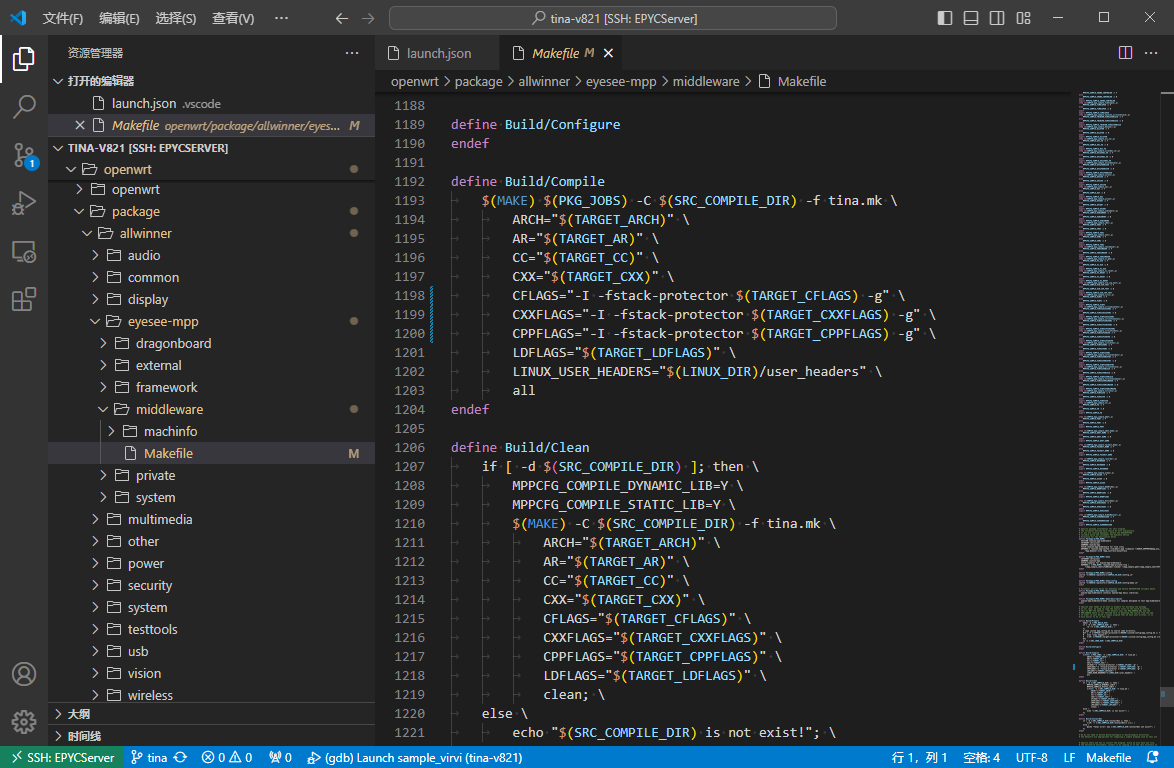 文件(F) 编辑(E) 选择(S) 查看(V) ··· tina-v821 [SSH: EPYCServer]
资源管理器 ···
打开的编辑器
launch.json .vscode
Makefile openwrt/package/allwinner/eyes... M
TINA-V821 [SSH: EPYCSERVER]
openwrt
openwrt
package
allwinner
audio
common
display
eyesee-mpp
dragonboard
external
framework
middleware
machinfo
Makefile M
private
system
multimedia
other
power
security
system
testtools
usb
vision
wireless
大纲
时间线
launch.json Makefile M
openwrt > package > allwinner > eyesee-mpp > middleware > Makefile
1188
1189 define Build/Configure
1190 endef
1191
1192 define Build/Compile
1193 $(MAKE) $(PKG_JOBS) -C $(SRC_COMPILE_DIR) -f tina.mk \
1194 ARCH="$(TARGET_ARCH)" \
1195 AR="$(TARGET_AR)" \
1196 CC="$(TARGET_CC)" \
1197 CXX="$(TARGET_CXX)" \
1198 CFLAGS="-I -fstack-protector $(TARGET_CFLAGS) -g" \
1199 CXXFLAGS="-I -fstack-protector $(TARGET_CXXFLAGS) -g" \
1200 CPPFLAGS="-I -fstack-protector $(TARGET_CPPFLAGS) -g" \
1201 LDFLAGS="$(TARGET_LDFLAGS)" \
1202 LINUX_USER_HEADERS="$(LINUX_DIR)/user_headers" \
1203 all
1204 endef
1205
1206 define Build/Clean
1207 if [ -d $(SRC_COMPILE_DIR) ]; then \
1208 MPPCFG_COMPILE_DYNAMIC_LIB=Y \
1209 MPPCFG_COMPILE_STATIC_LIB=Y \
1210 $(MAKE) -C $(SRC_COMPILE_DIR) -f tina.mk \
1211 ARCH="$(TARGET_ARCH)" \
1212 AR="$(TARGET_AR)" \
1213 CC="$(TARGET_CC)" \
1214 CXX="$(TARGET_CXX)" \
1215 CFLAGS="$(TARGET_CFLAGS)" \
1216 CXXFLAGS="$(TARGET_CXXFLAGS)" \
1217 CPPFLAGS="$(TARGET_CPPFLAGS)" \
1218 LDFLAGS="$(TARGET_LDFLAGS)" \
1219 clean; \
1220 else \
1221 echo "$(SRC_COMPILE_DIR) is not exist!"; \
1
SSH: EPYCServer tina 0 0 0 (gdb) Launch sample_virvi (tina-v821) 行 1，列 1 空格: 4 UTF-8 LF Makefile